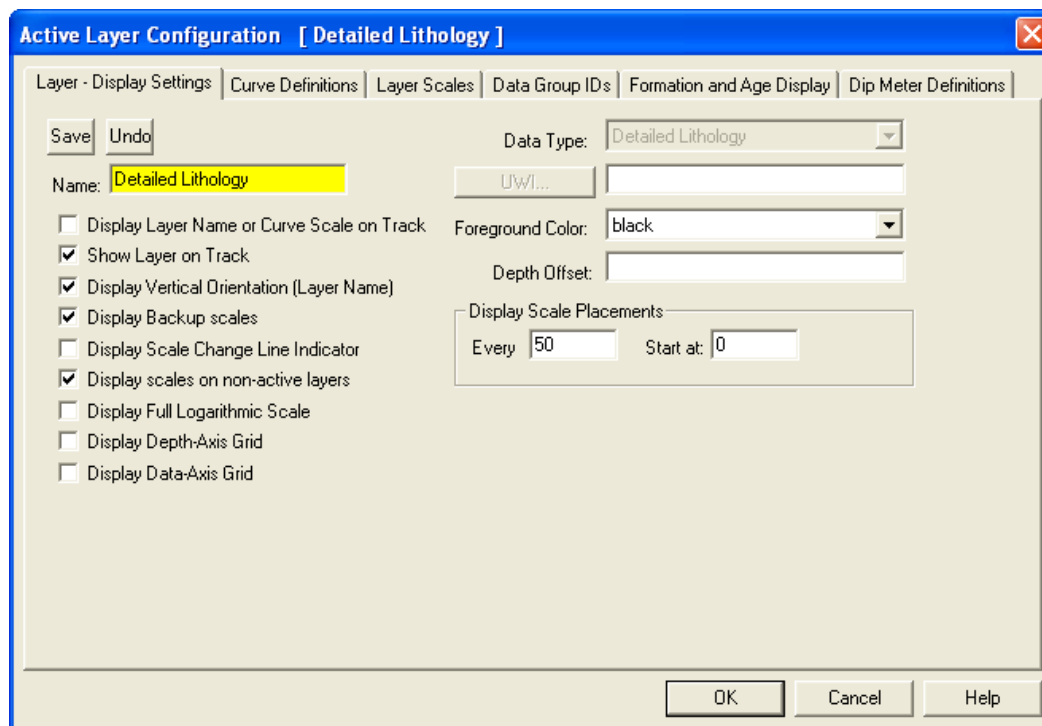 Active Layer Configuration [ Detailed Lithology ]
Layer - Display Settings Curve Definitions Layer Scales Data Group IDs Formation and Age Display Dip Meter Definitions
Save Undo
Name: Detailed Lithology
Display Layer Name or Curve Scale on Track
Show Layer on Track
Display Vertical Orientation (Layer Name)
Display Backup scales
Display Scale Change Line Indicator
Display scales on non-active layers
Display Full Logarithmic Scale
Display Depth-Axis Grid
Display Data-Axis Grid
Data Type: Detailed Lithology
UWI...
Foreground Color: black
Depth Offset:
Display Scale Placements
Every 50 Start at: 0
OK Cancel Help